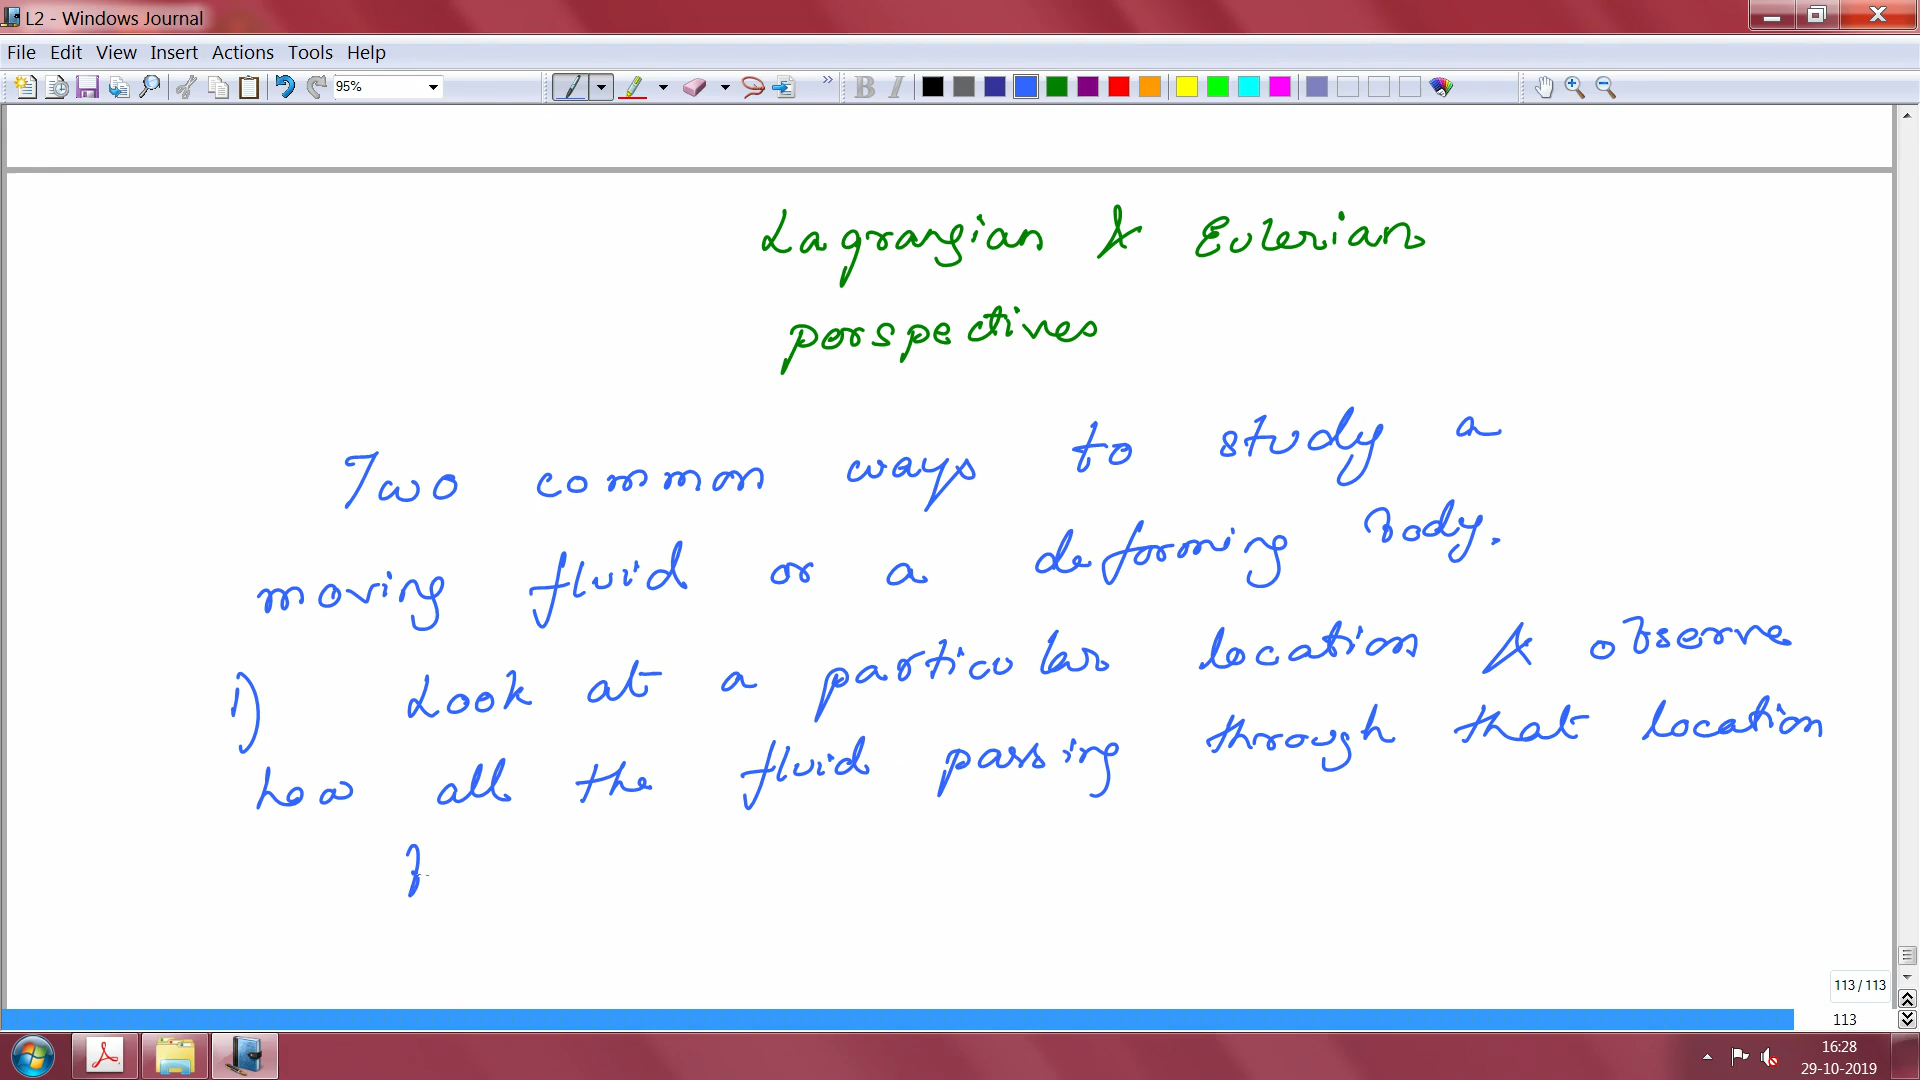 L2 - Windows Journal
File Edit View Insert Actions Tools Help
95%
Lagrangian & Eulerian
perspectives
Two common ways to study a
moving fluid or a deforming body.
1) Look at a particular location & observe
how all the fluid passing through that location
113 / 113
113
16:28
29-10-2019